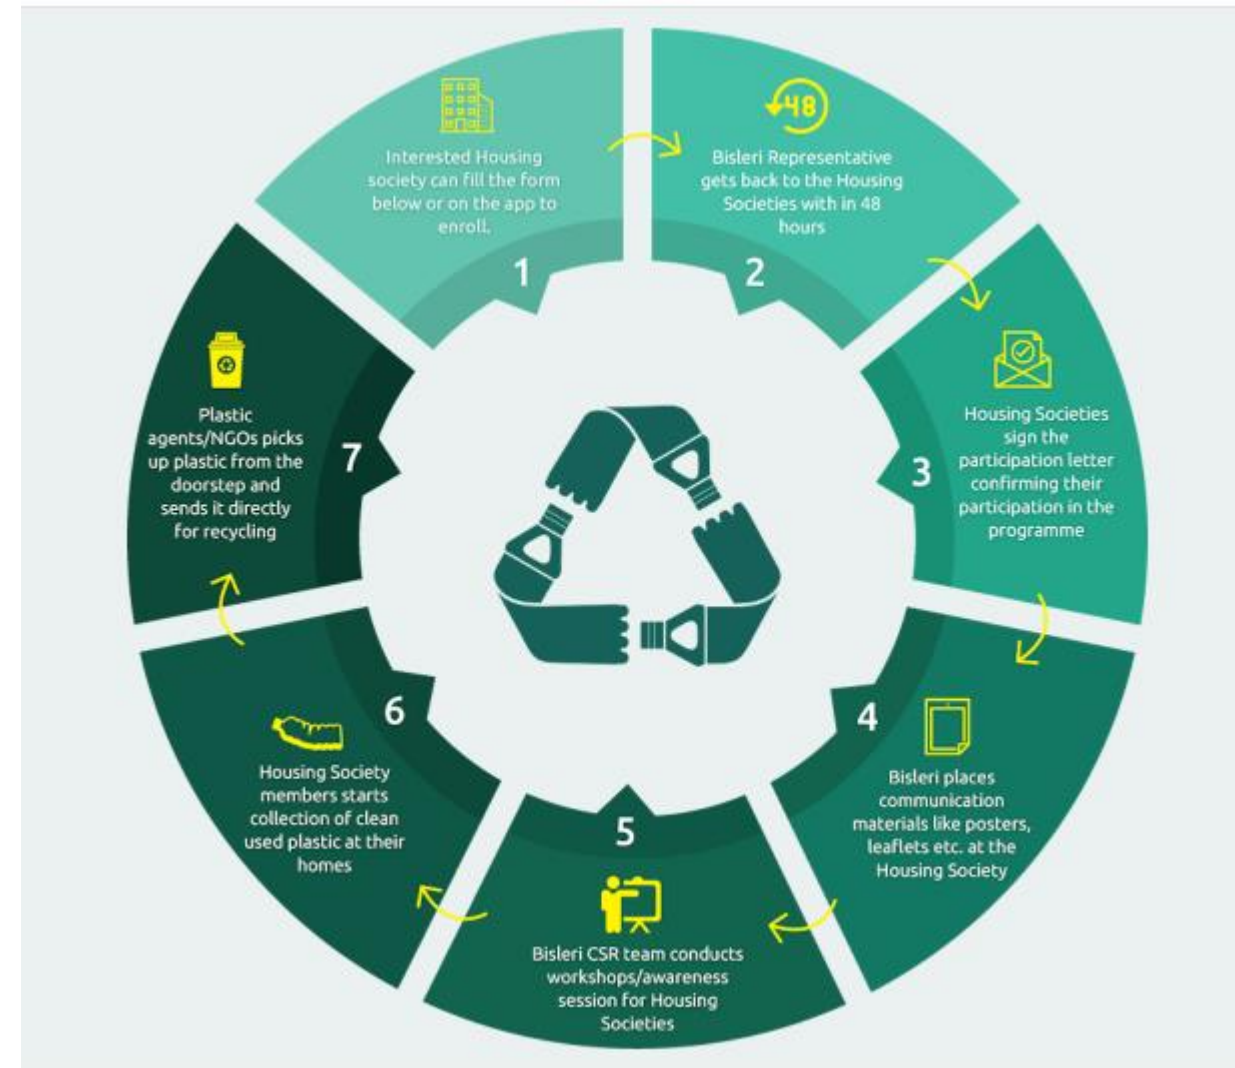 Interested Housing
society can fill the form
below or on the app to
enroll.
1
48
Bisleri Representative
gets back to the Housing
Societies with in 48
hours
2
Housing Societies
sign the
participation letter
confirming their
participation in the
programme
3
4
Bisleri places
communication
materials like posters,
leaflets etc. at the
Housing Society
5
Bisleri CSR team conducts
workshops/awareness
session for Housing
Societies
6
Housing Society
members starts
collection of clean
used plastic at their
homes
Plastic
agents/NGOs picks
up plastic from the
doorstep and
sends it directly
for recycling
7